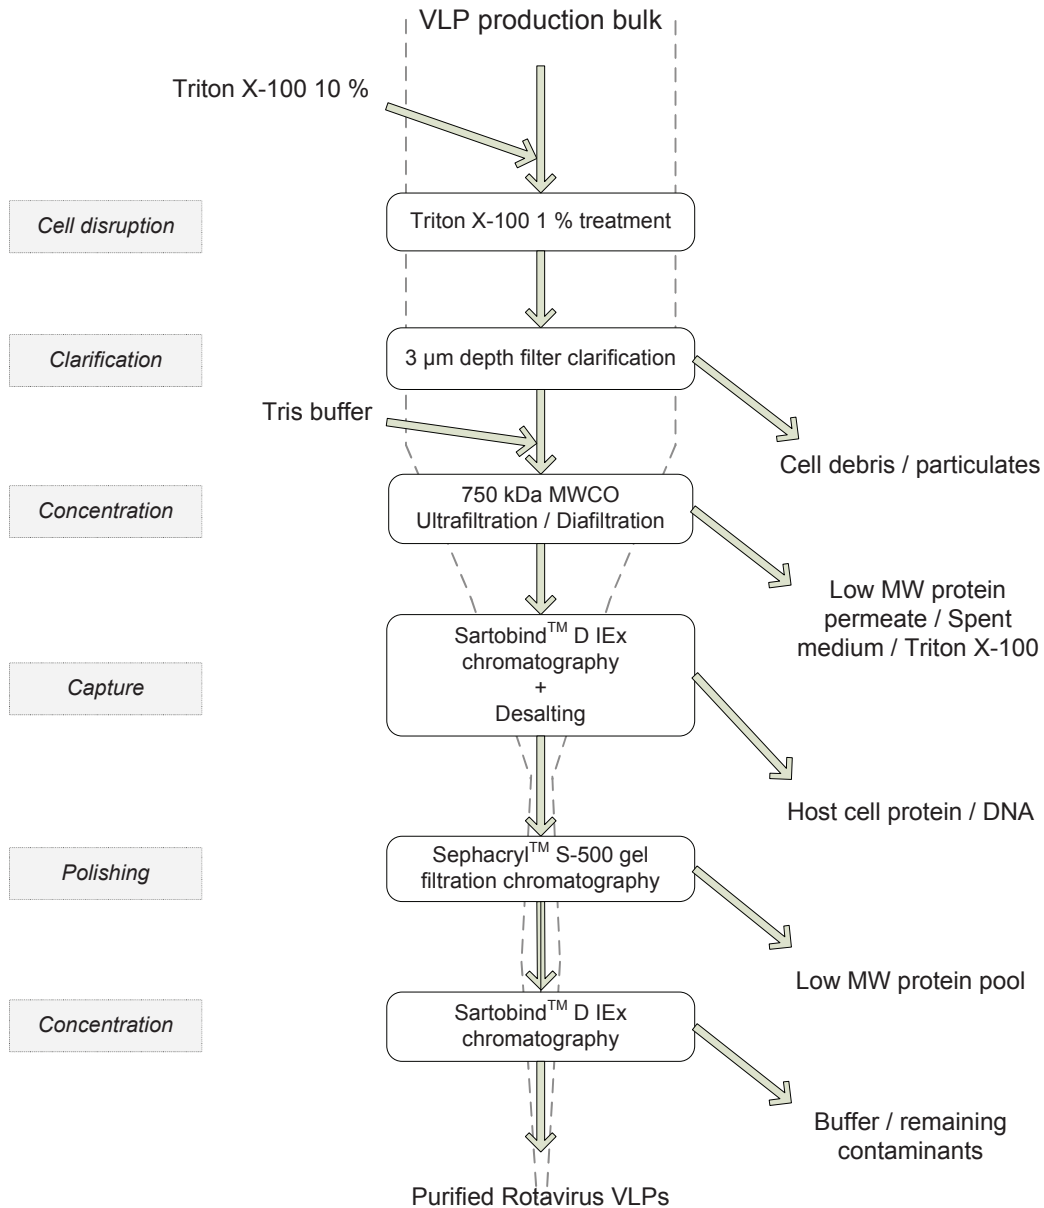 VLP production bulk
Triton X-100 10 %
Cell disruption
Triton X-100 1 % treatment
Clarification
3 µm depth filter clarification
Tris buffer
Cell debris / particulates
Concentration
750 kDa MWCO
Ultrafiltration / Diafiltration
Low MW protein
permeate / Spent
medium / Triton X-100
Capture
Sartobind™ D IEx
chromatography
+
Desalting
Host cell protein / DNA
Polishing
Sephacryl™ S-500 gel
filtration chromatography
Low MW protein pool
Concentration
Sartobind™ D IEx
chromatography
Buffer / remaining
contaminants
Purified Rotavirus VLPs